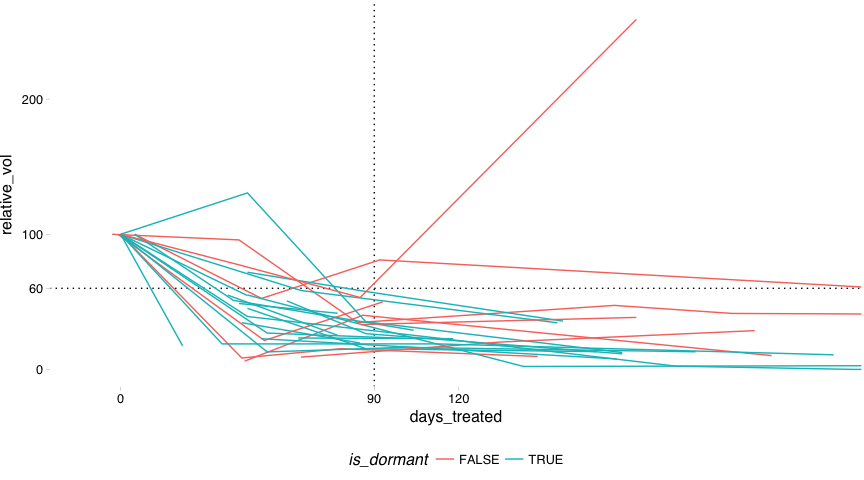 relative_vol
200
100
60
0
0 90 120
days_treated
is_dormant FALSE TRUE